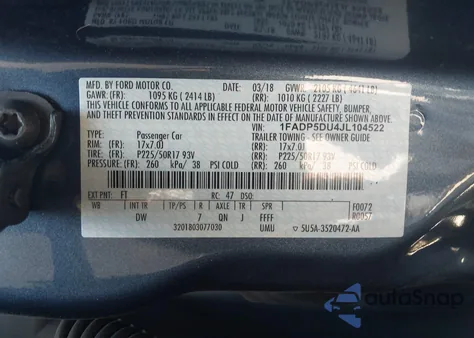 MFD. BY FORD MOTOR CO.
03/18 GVWR:
GAWR: (FR): 1095 KG ( 2414 LB) (RR): 1010 KG ( 2227 LB)
THIS VEHICLE CONFORMS TO ALL APPLICABLE FEDERAL MOTOR VEHICLE SAFETY, BUMPER,
AND THEFT PREVENTION STANDARDS IN EFFECT ON THE DATE OF MANUFACTURE SHOWN ABOVE.
VIN: 1FADP5DU4JL104522
TYPE: Passenger Car TRAILER TOWING - SEE OWNER GUIDE
RIM: (FR): 17x7.0J (RR): 17x7.0J
TIRE: (FR): P225/50R17 93V (RR): P225/50R17 93V
PRESS: (FR): 260 kPa/ 38 PSI COLD (RR): 260 kPa/ 38 PSI COLD
EXT PNT: FT RC: 47 DSO:
WB INT TR TP/PS R AXLE TR SPR F0072
DW 7 QN J FFFF
3201803077030 UMU 5U5A-3520472-AA
autoSnap